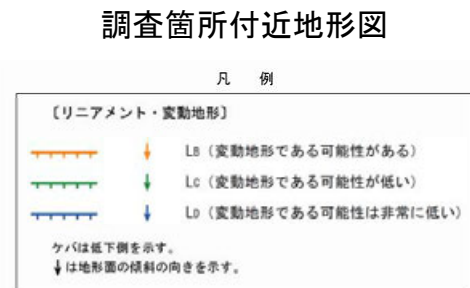 調査箇所付近地形図
凡 例
〔リニアメント・変動地形〕
LB（変動地形である可能性がある）
LC（変動地形である可能性が低い）
LD（変動地形である可能性は非常に低い）
ケバは低下側を示す。
↓は地形面の傾斜の向きを示す。